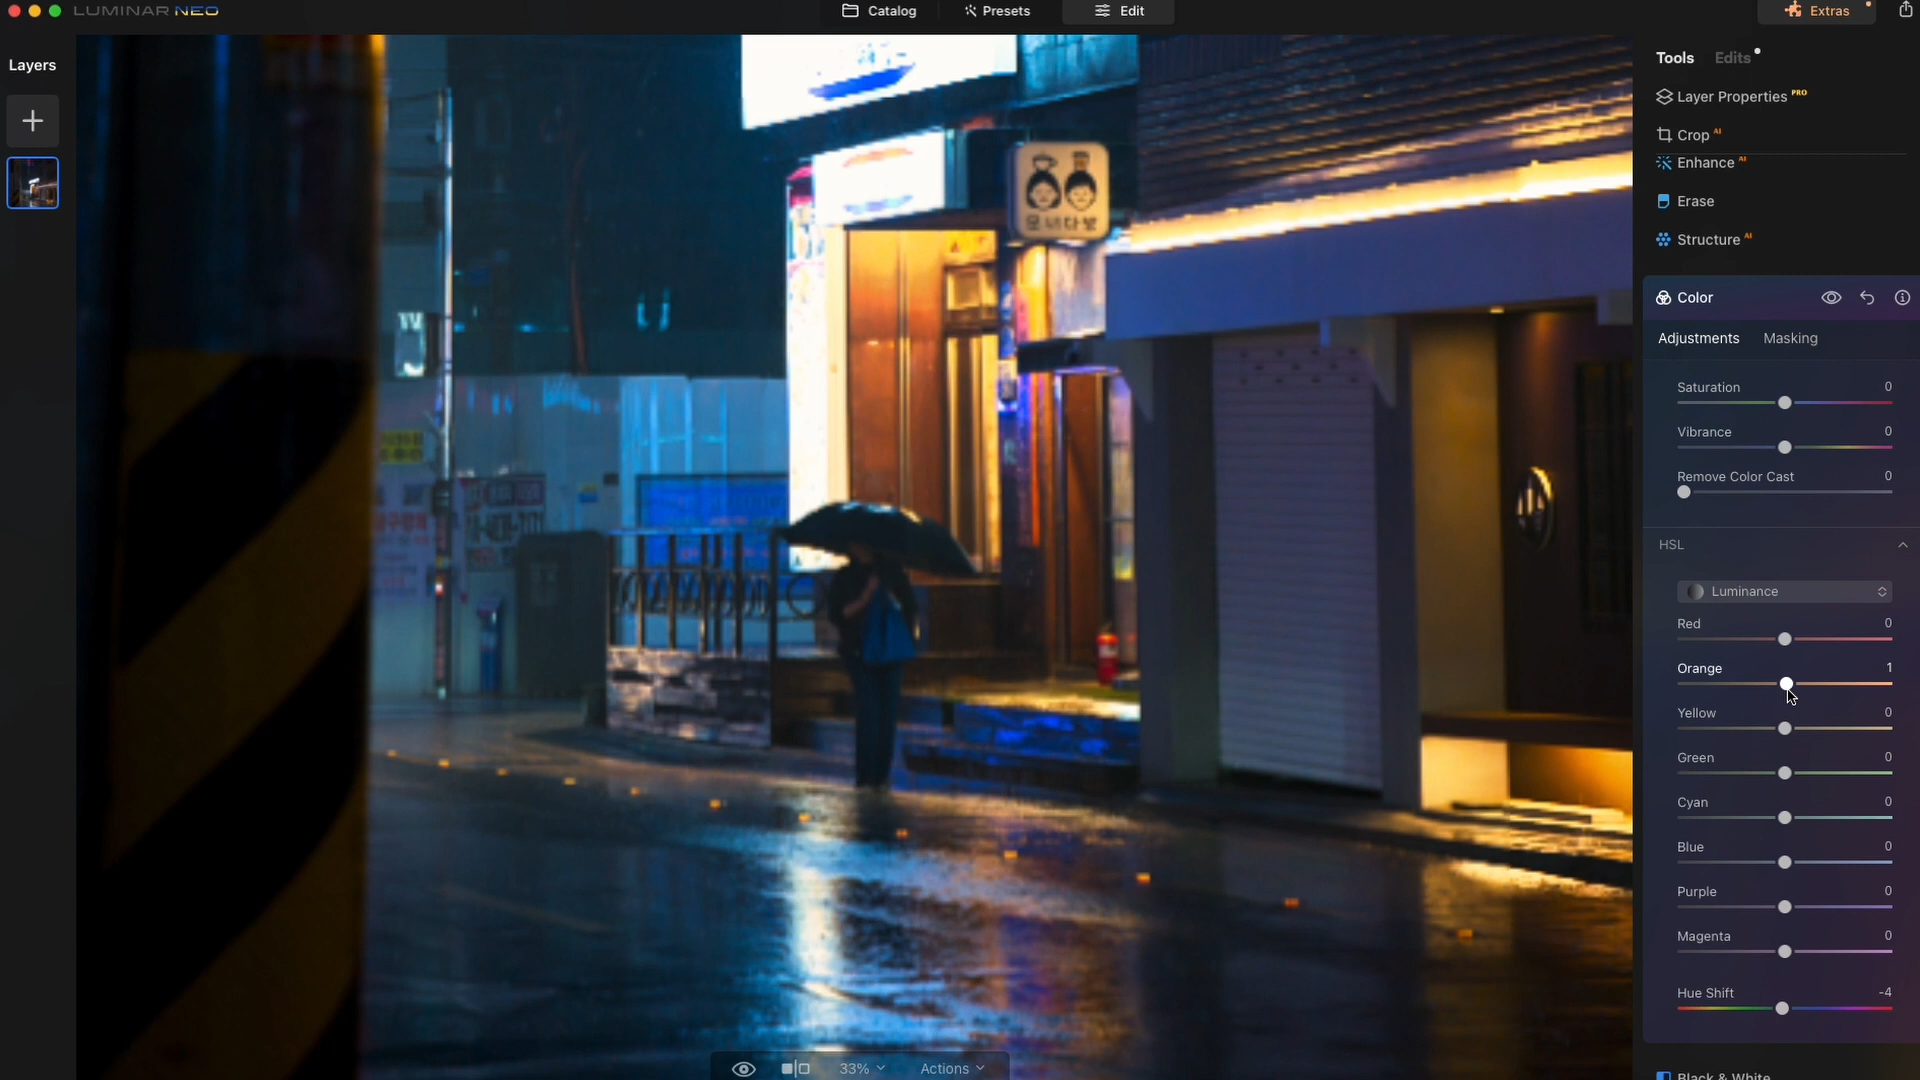 LUMINAR NEO
Catalog
Presets
Edit
Extras
Layers
Tools
Edits
Layer Properties PRO
Crop AI
Enhance AI
Erase
Structure AI
Color
Adjustments
Masking
Saturation 0
Vibrance 0
Remove Color Cast 0
HSL
Luminance
Red 0
Orange 1
Yellow 0
Green 0
Cyan 0
Blue 0
Purple 0
Magenta 0
Hue Shift -4
Black & White
33%
Actions